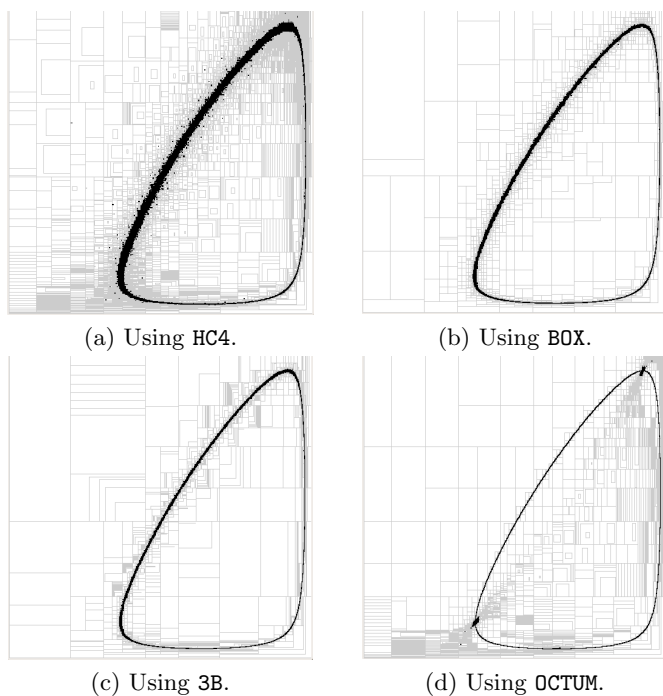 (a) Using HC4.
(b) Using BOX.
(c) Using 3B.
(d) Using OCTUM.